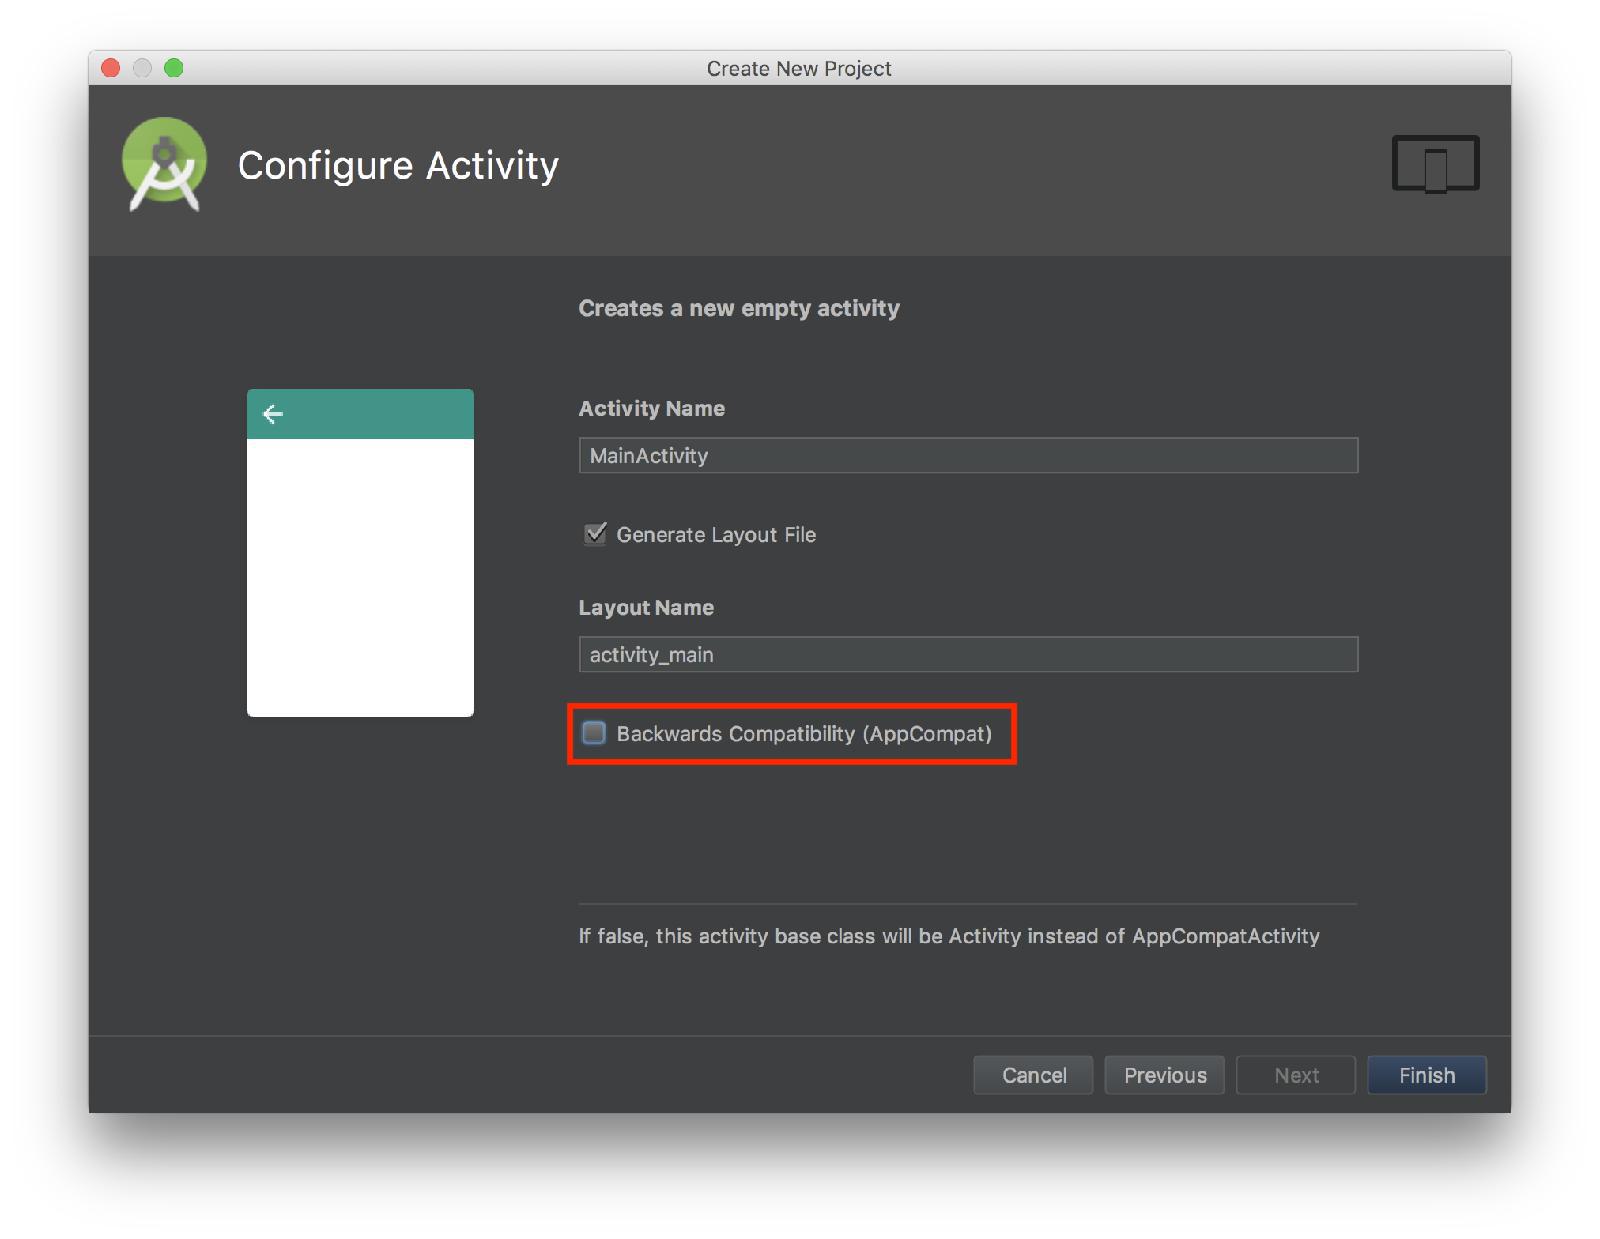 Create New Project
Configure Activity
Creates a new empty activity
Activity Name
MainActivity
Generate Layout File
Layout Name
activity_main
Backwards Compatibility (AppCompat)
If false, this activity base class will be Activity instead of AppCompatActivity
Cancel
Previous
Next
Finish